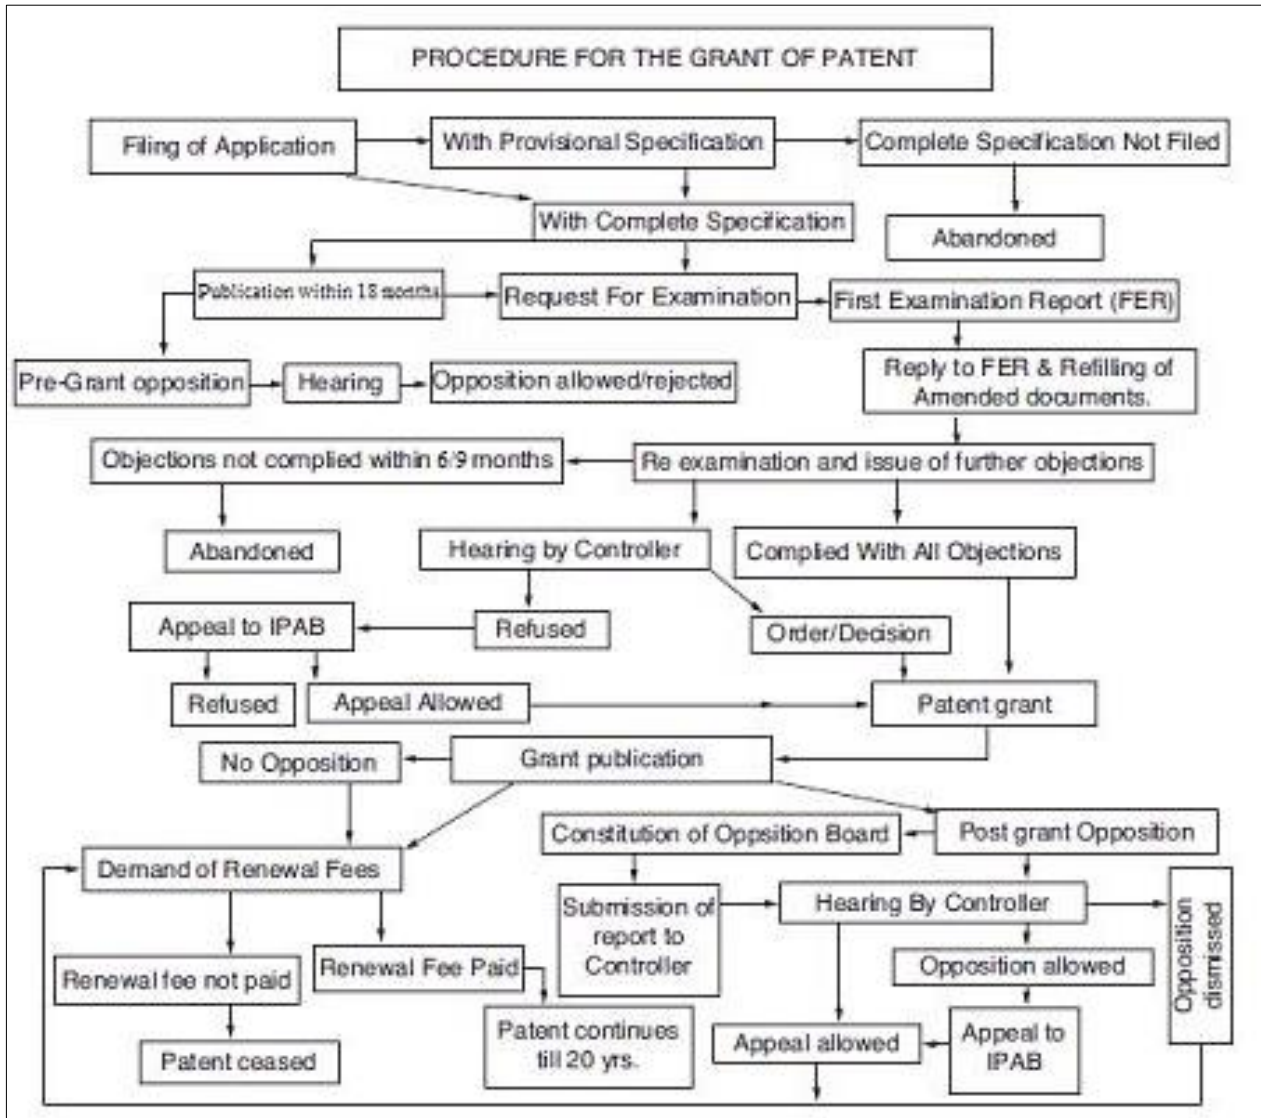 PROCEDURE FOR THE GRANT OF PATENT
Filing of Application
With Provisional Specification
Complete Specification Not Filed
With Complete Specification
Abandoned
Publication within 18 months
Request For Examination
First Examination Report (FER)
Pre-Grant opposition
Hearing
Opposition allowed/rejected
Reply to FER & Refilling of
Amended documents.
Objections not complied within 6/9 months
Re examination and issue of further objections
Abandoned
Hearing by Controller
Complied With All Objections
Appeal to IPAB
Refused
Order/Decision
Refused
Appeal Allowed
Patent grant
No Opposition
Grant publication
Constitution of Oppsition Board
Post grant Opposition
Demand of Renewal Fees
Submission of
report to
Controller
Hearing By Controller
Opposition
dismissed
Renewal fee not paid
Renewal Fee Paid
Opposition allowed
Patent ceased
Patent continues
till 20 yrs.
Appeal allowed
Appeal to
IPAB